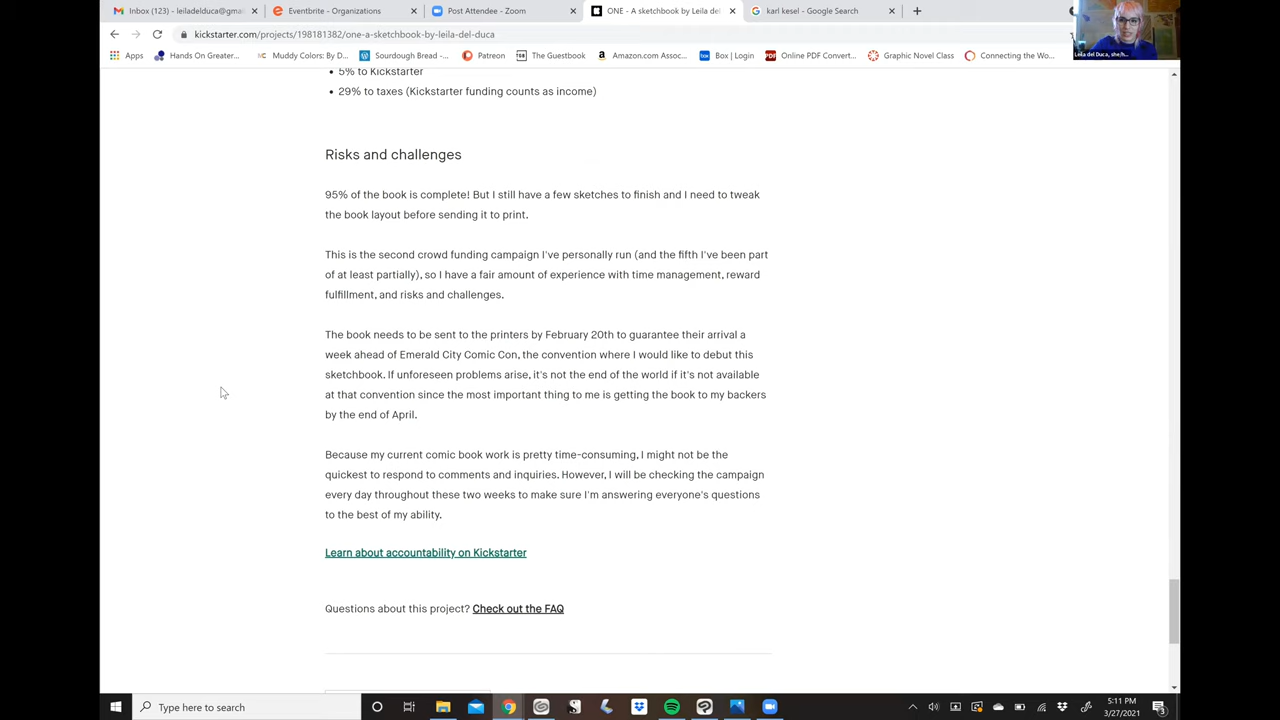 Inbox (123) - leiladelduca@gmai
Eventbrite - Organizations
Post Attendee - Zoom
ONE - A sketchbook by Leila del
karl kesel - Google Search
kickstarter.com/projects/198181382/one-a-sketchbook-by-leila-del-duca
Apps
Hands On Greater...
Muddy Colors: By D...
Sourdough Bread -...
Patreon
The Guestbook
Amazon.com Assoc...
Box | Login
Online PDF Convert...
Graphic Novel Class
Connecting the Wo...
Leila del Duca, she/h...
• 5% to Kickstarter
• 29% to taxes (Kickstarter funding counts as income)
Risks and challenges
95% of the book is complete! But I still have a few sketches to finish and I need to tweak
the book layout before sending it to print.
This is the second crowd funding campaign I've personally run (and the fifth I've been part
of at least partially), so I have a fair amount of experience with time management, reward
fulfillment, and risks and challenges.
The book needs to be sent to the printers by February 20th to guarantee their arrival a
week ahead of Emerald City Comic Con, the convention where I would like to debut this
sketchbook. If unforeseen problems arise, it's not the end of the world if it's not available
at that convention since the most important thing to me is getting the book to my backers
by the end of April.
Because my current comic book work is pretty time-consuming, I might not be the
quickest to respond to comments and inquiries. However, I will be checking the campaign
every day throughout these two weeks to make sure I'm answering everyone's questions
to the best of my ability.
Learn about accountability on Kickstarter
Questions about this project? Check out the FAQ
Type here to search
5:11 PM
3/27/2021